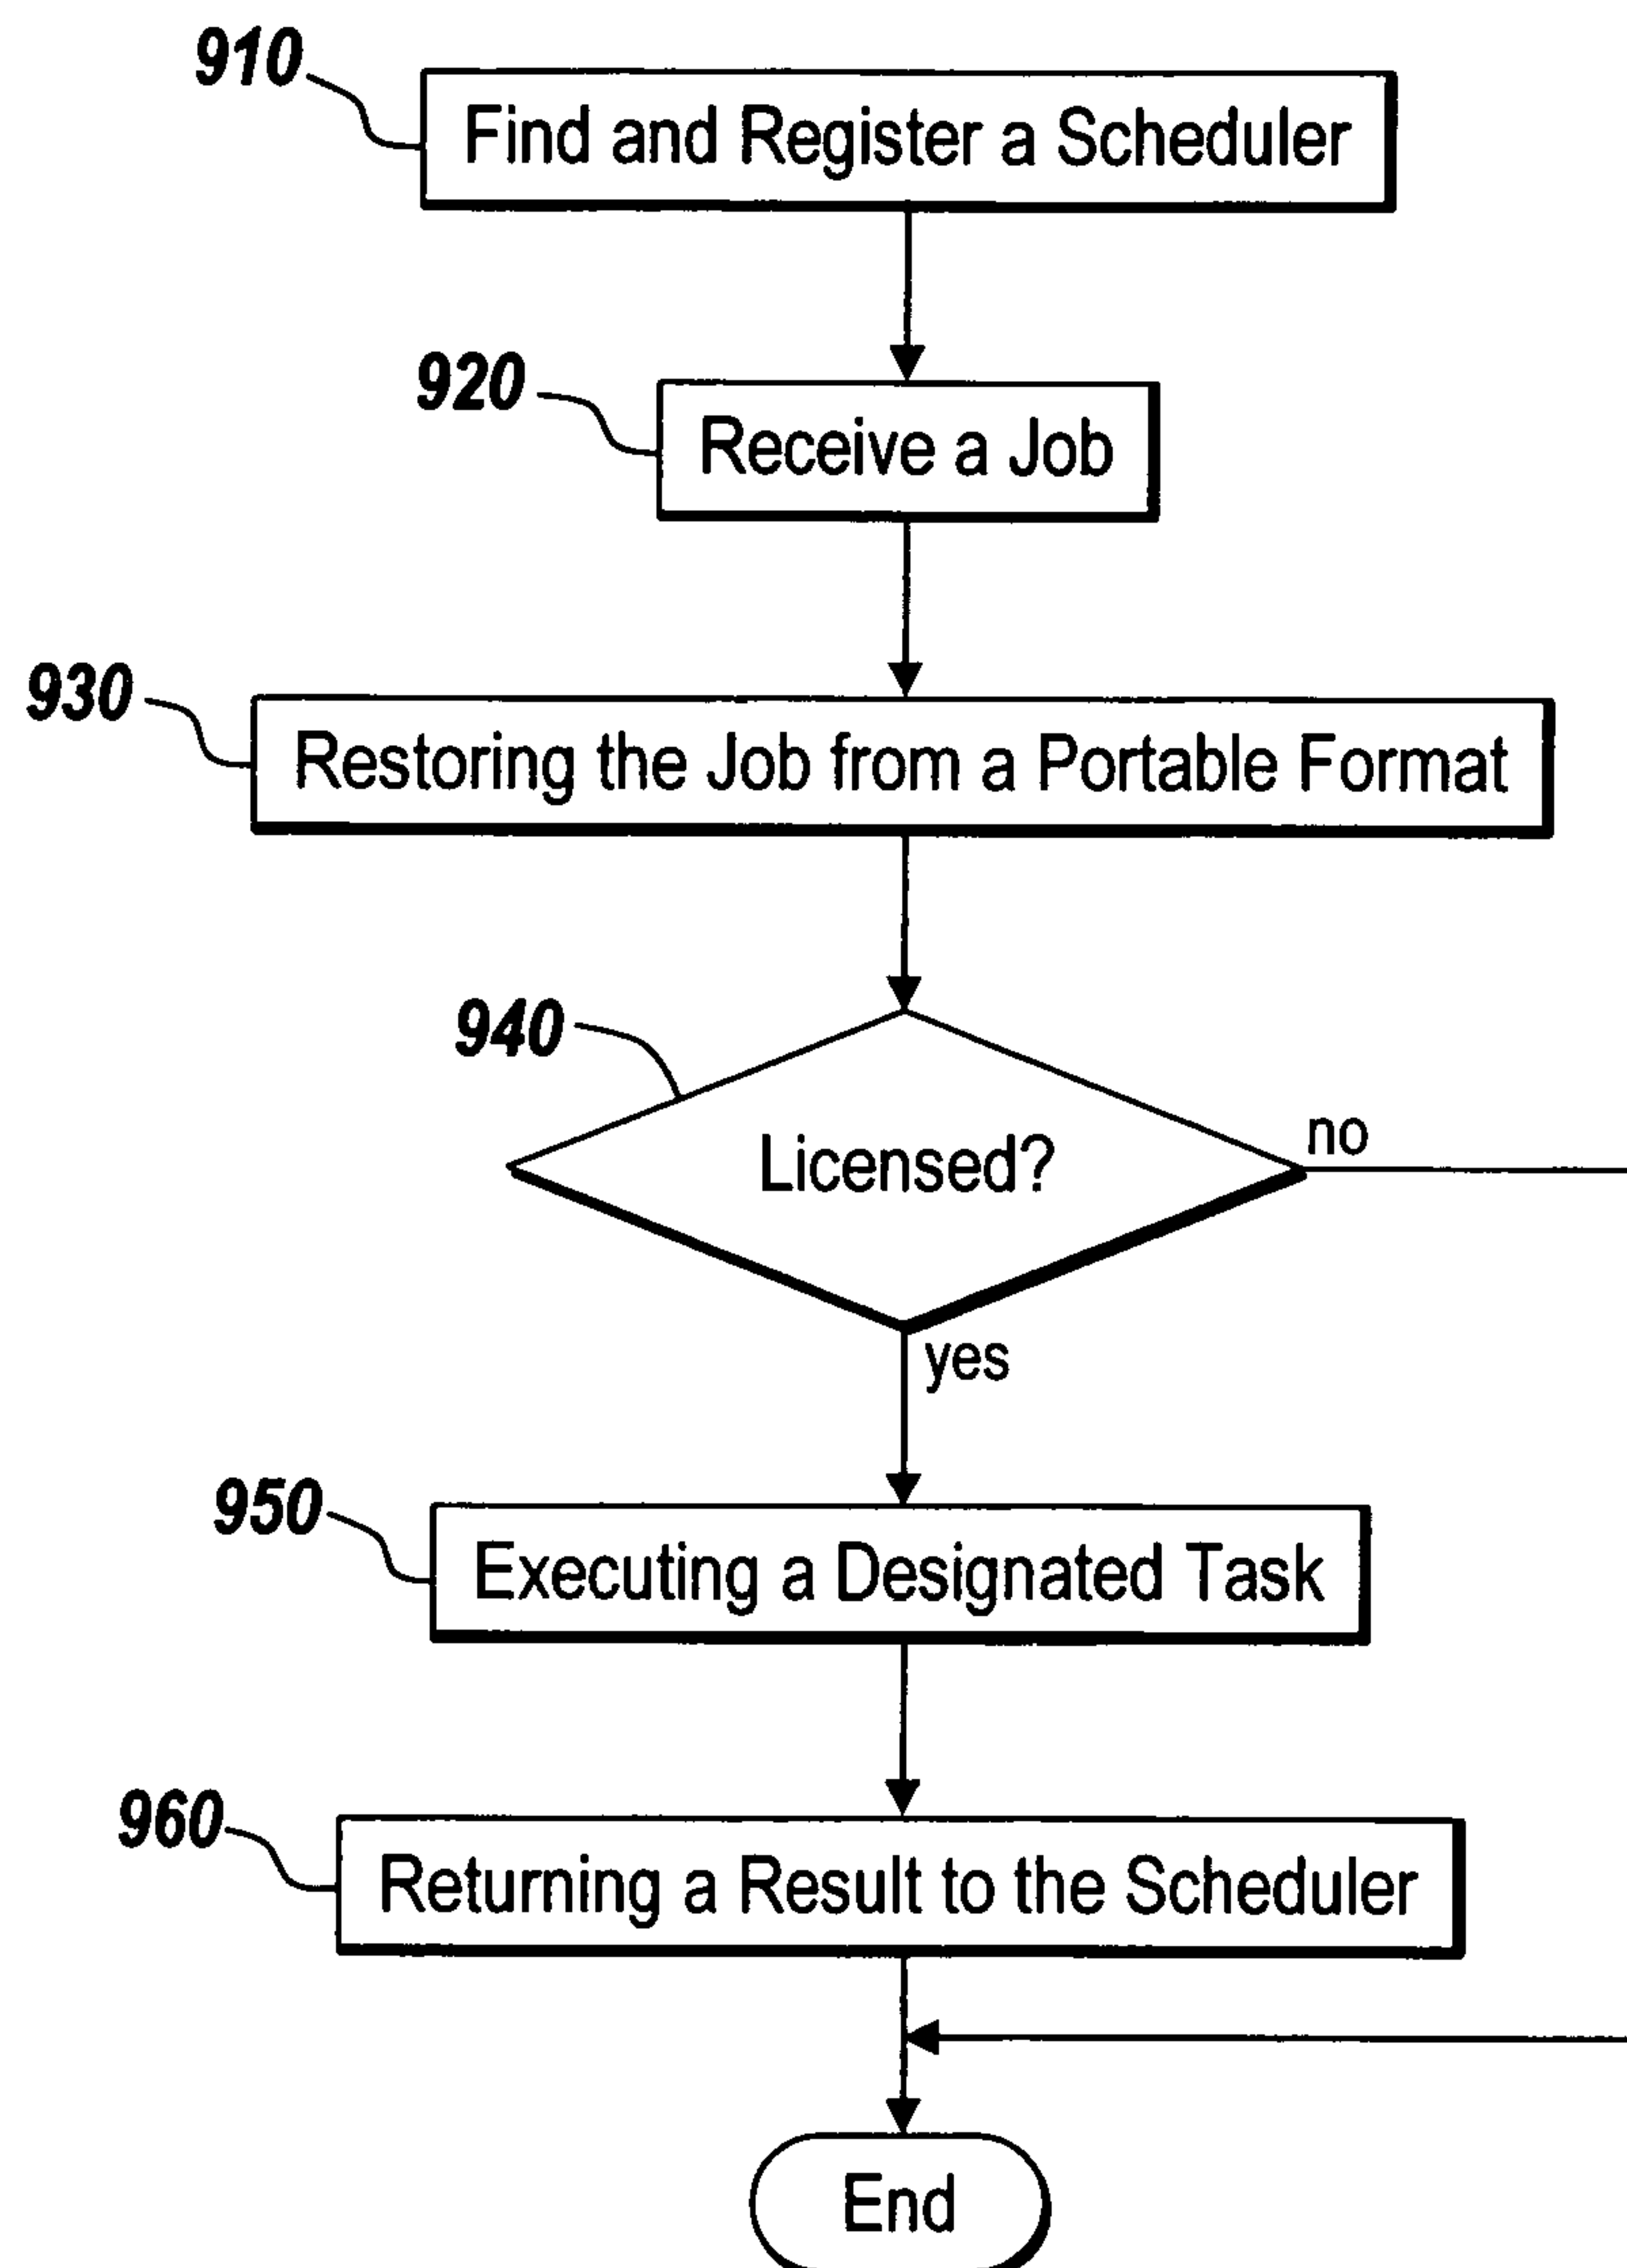 910
Find and Register a Scheduler
920
Receive a Job
930
Restoring the Job from a Portable Format
940
Licensed?
no
yes
950
Executing a Designated Task
960
Returning a Result to the Scheduler
End